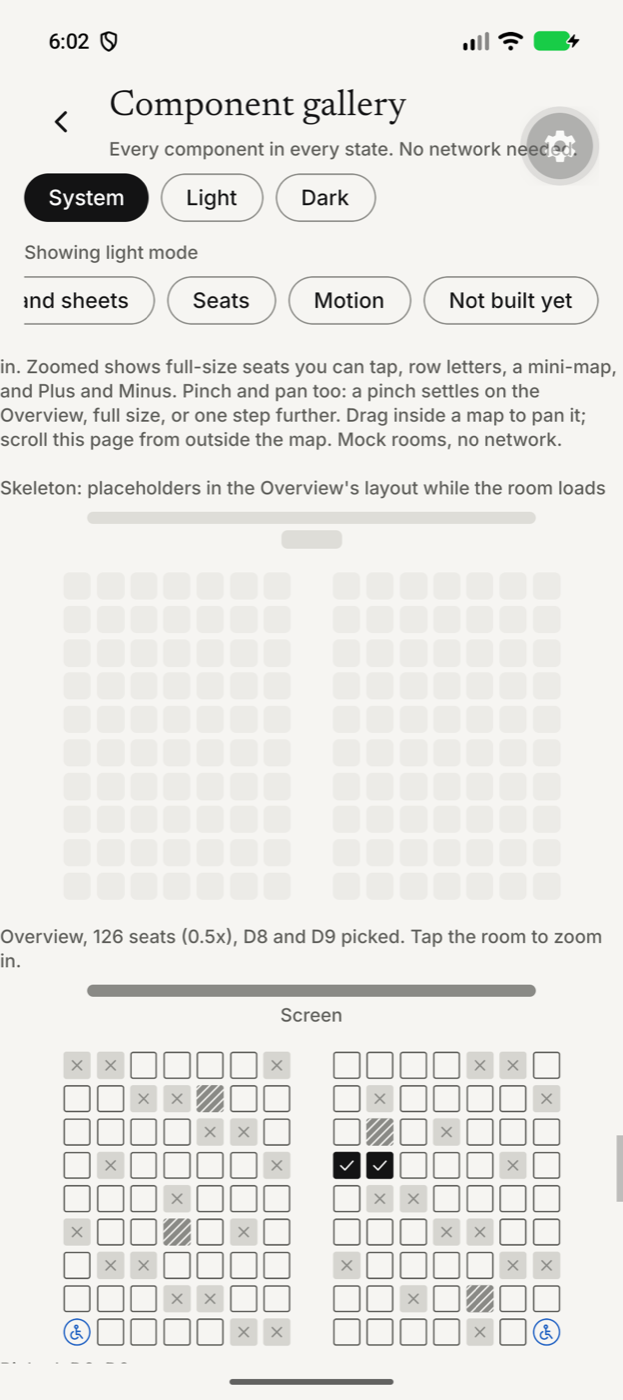 6:02
Component gallery
Every component in every state. No network needed.
System
Light
Dark
Showing light mode
and sheets
Seats
Motion
Not built yet
in. Zoomed shows full-size seats you can tap, row letters, a mini-map,
and Plus and Minus. Pinch and pan too: a pinch settles on the
Overview, full size, or one step further. Drag inside a map to pan it;
scroll this page from outside the map. Mock rooms, no network.
Skeleton: placeholders in the Overview's layout while the room loads
Overview, 126 seats (0.5x), D8 and D9 picked. Tap the room to zoom
in.
Screen